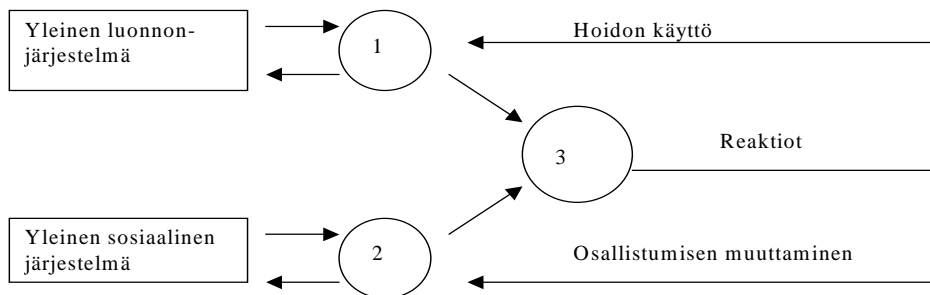 Yleinen luonnon-
järjestelmä
1
Hoidon käyttö
3
Reaktiot
Yleinen sosiaalinen
järjestelmä
2
Osallistumisen muuttaminen